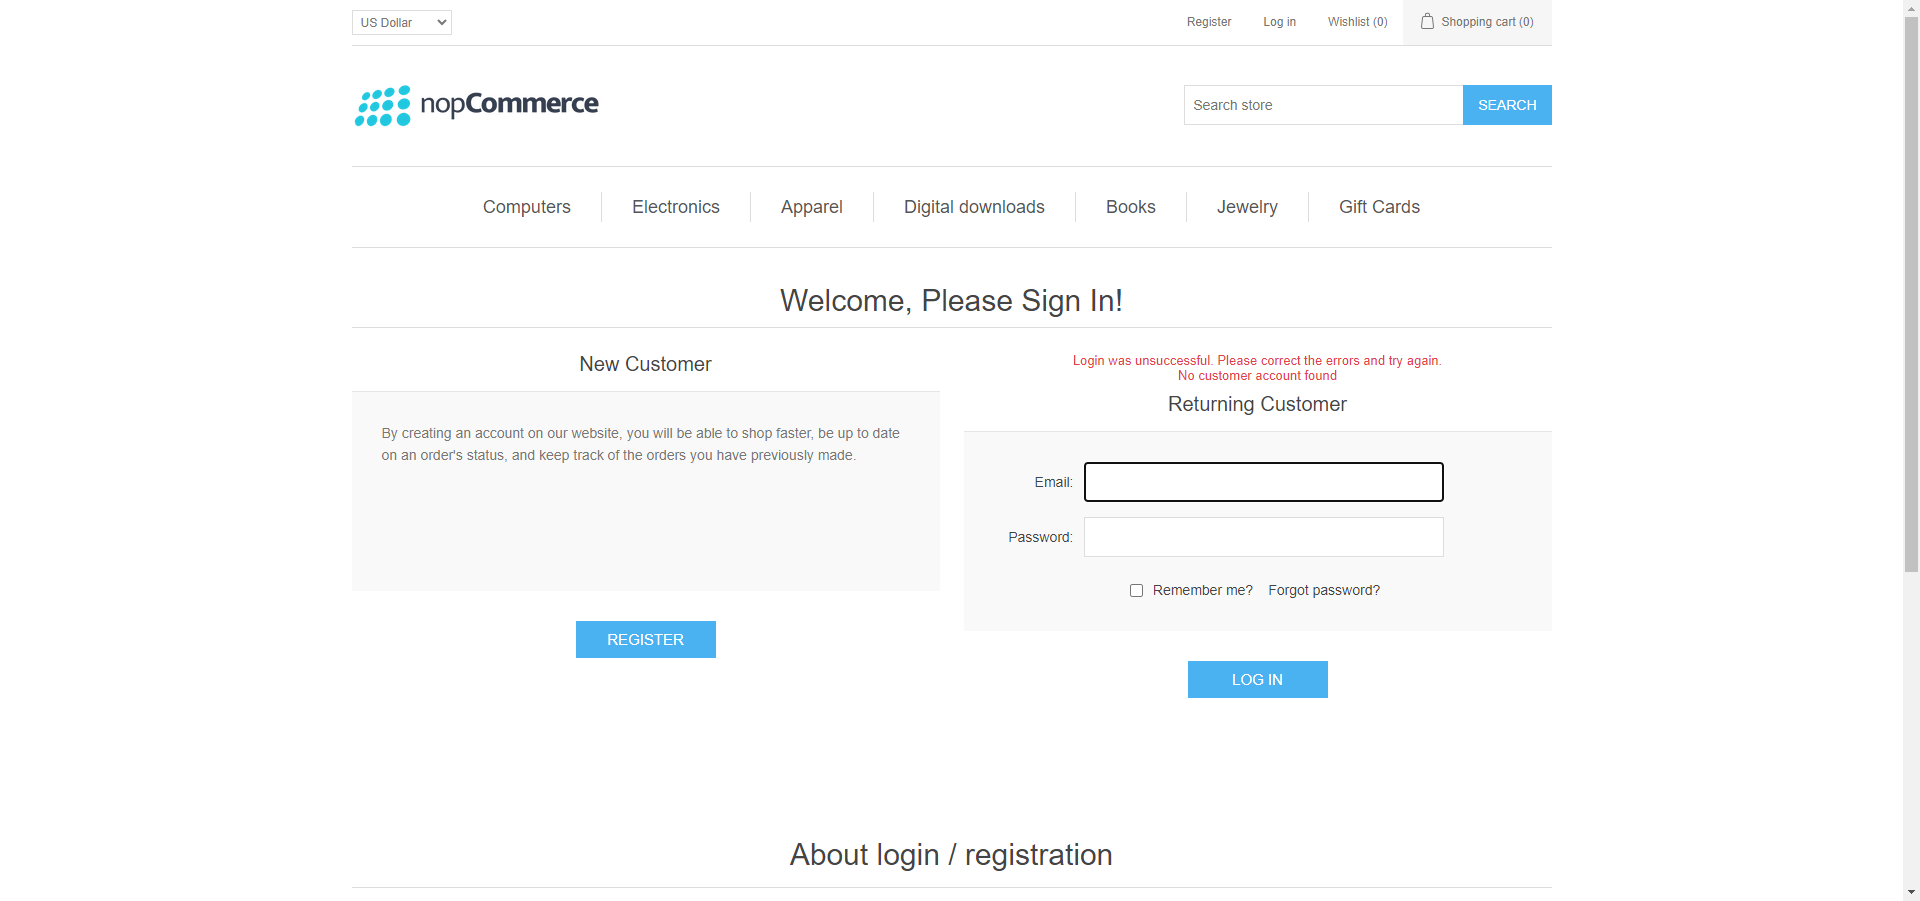 US Dollar
Register
Log in
Wishlist (0)
Shopping cart (0)
nopCommerce
Search store
SEARCH
Computers
Electronics
Apparel
Digital downloads
Books
Jewelry
Gift Cards
Welcome, Please Sign In!
New Customer
By creating an account on our website, you will be able to shop faster, be up to date
on an order's status, and keep track of the orders you have previously made.
REGISTER
Login was unsuccessful. Please correct the errors and try again.
No customer account found
Returning Customer
Email:
Password:
Remember me?
Forgot password?
LOG IN
About login / registration